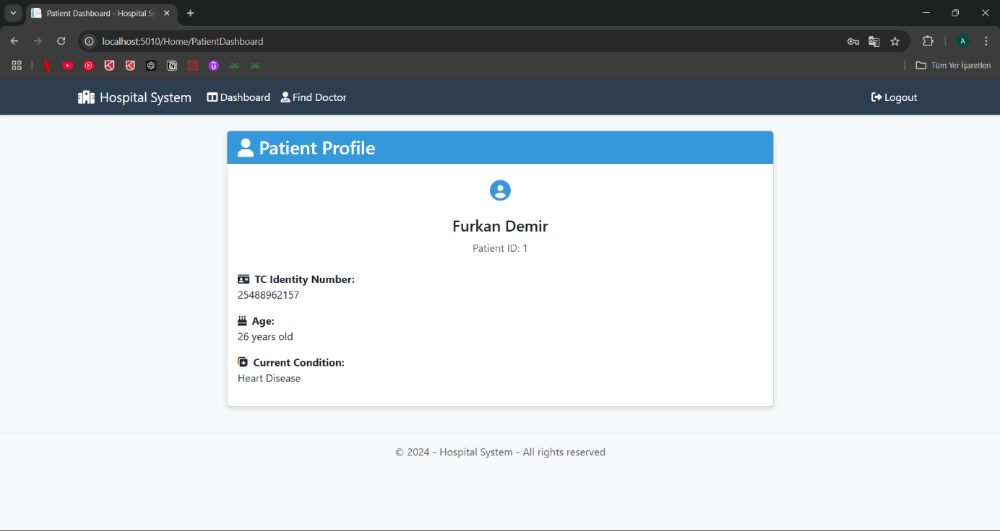 Patient Dashboard - Hospital Sy
localhost:5010/Home/PatientDashboard
A
N
Tüm Yer İşaretleri
Hospital System Dashboard Find Doctor Logout
Patient Profile
Furkan Demir
Patient ID: 1
TC Identity Number:
25488962157
Age:
26 years old
Current Condition:
Heart Disease
© 2024 - Hospital System - All rights reserved